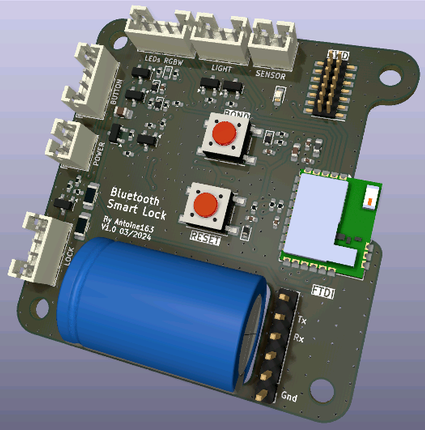 LEDs RGBW
LIGHT
SENSOR
SWD
BUTTON
BOND
POWER
Bluetooth
Smart Lock
By Antoine163
V1.0 03/2024
RESET
LOCK
FTDI
Tx
Rx
Gnd